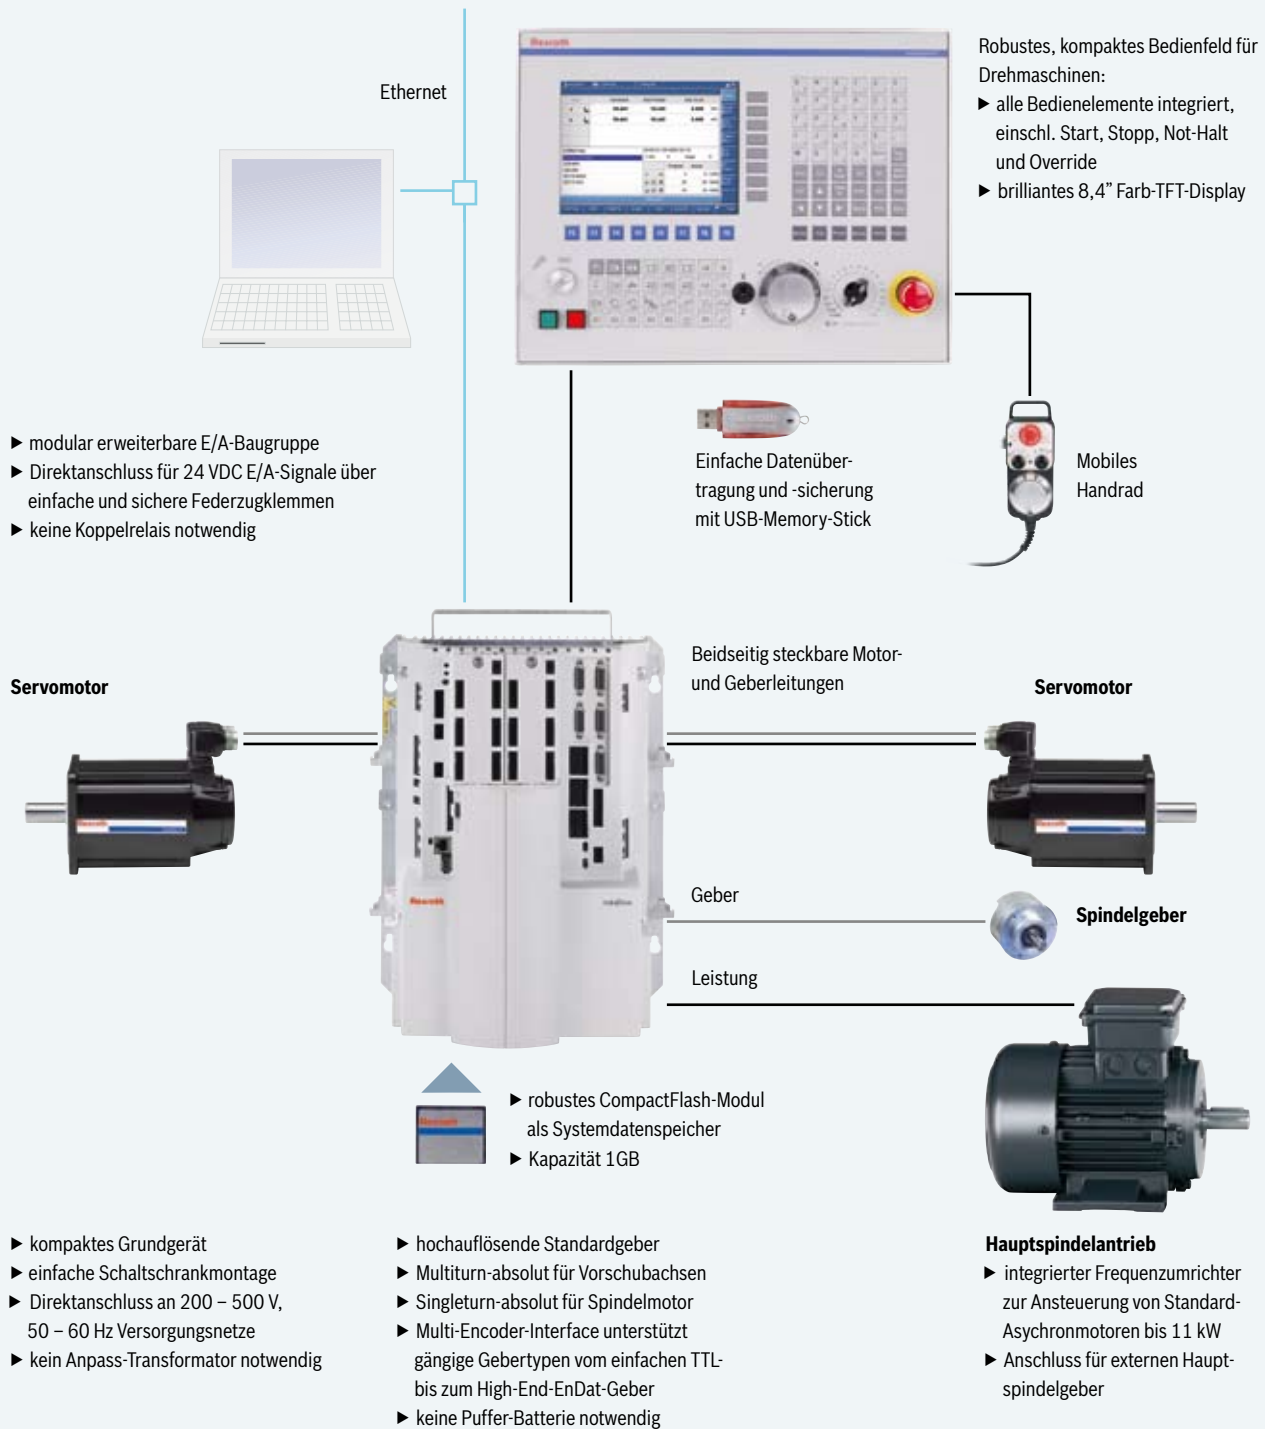 Rexroth
Ethernet
Robustes, kompaktes Bedienfeld für
Drehmaschinen:
▶ alle Bedienelemente integriert,
einschl. Start, Stopp, Not-Halt
und Override
▶ brilliantes 8,4” Farb-TFT-Display
▶ modular erweiterbare E/A-Baugruppe
▶ Direktanschluss für 24 VDC E/A-Signale über
einfache und sichere Federzugklemmen
▶ keine Koppelrelais notwendig
Einfache Datenüber-
tragung und -sicherung
mit USB-Memory-Stick
Mobiles
Handrad
Beidseitig steckbare Motor-
und Geberleitungen
Servomotor
Servomotor
Rexroth
Rexroth
Rexroth
Geber
Spindelgeber
Leistung
Rexroth
▶ robustes CompactFlash-Modul
als Systemdatenspeicher
▶ Kapazität 1GB
▶ kompaktes Grundgerät
▶ einfache Schaltschrankmontage
▶ Direktanschluss an 200 – 500 V,
50 – 60 Hz Versorgungsnetze
▶ kein Anpass-Transformator notwendig
▶ hochauflösende Standardgeber
▶ Multiturn-absolut für Vorschubachsen
▶ Singleturn-absolut für Spindelmotor
▶ Multi-Encoder-Interface unterstützt
gängige Gebertypen vom einfachen TTL-
bis zum High-End-EnDat-Geber
▶ keine Puffer-Batterie notwendig
Hauptspindelantrieb
▶ integrierter Frequenzumrichter
zur Ansteuerung von Standard-
Asychronmotoren bis 11 kW
▶ Anschluss für externen Haupt-
spindelgeber